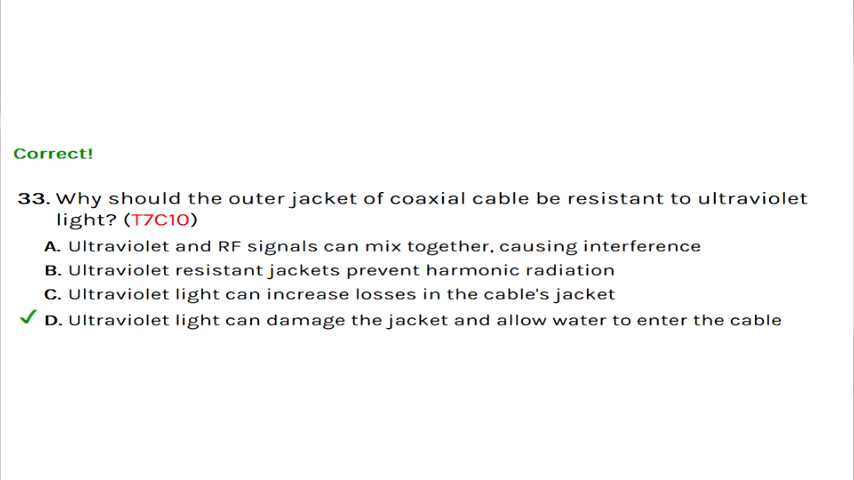 Correct!
33. Why should the outer jacket of coaxial cable be resistant to ultraviolet
light? (T7C10)
A. Ultraviolet and RF signals can mix together, causing interference
B. Ultraviolet resistant jackets prevent harmonic radiation
C. Ultraviolet light can increase losses in the cable's jacket
D. Ultraviolet light can damage the jacket and allow water to enter the cable